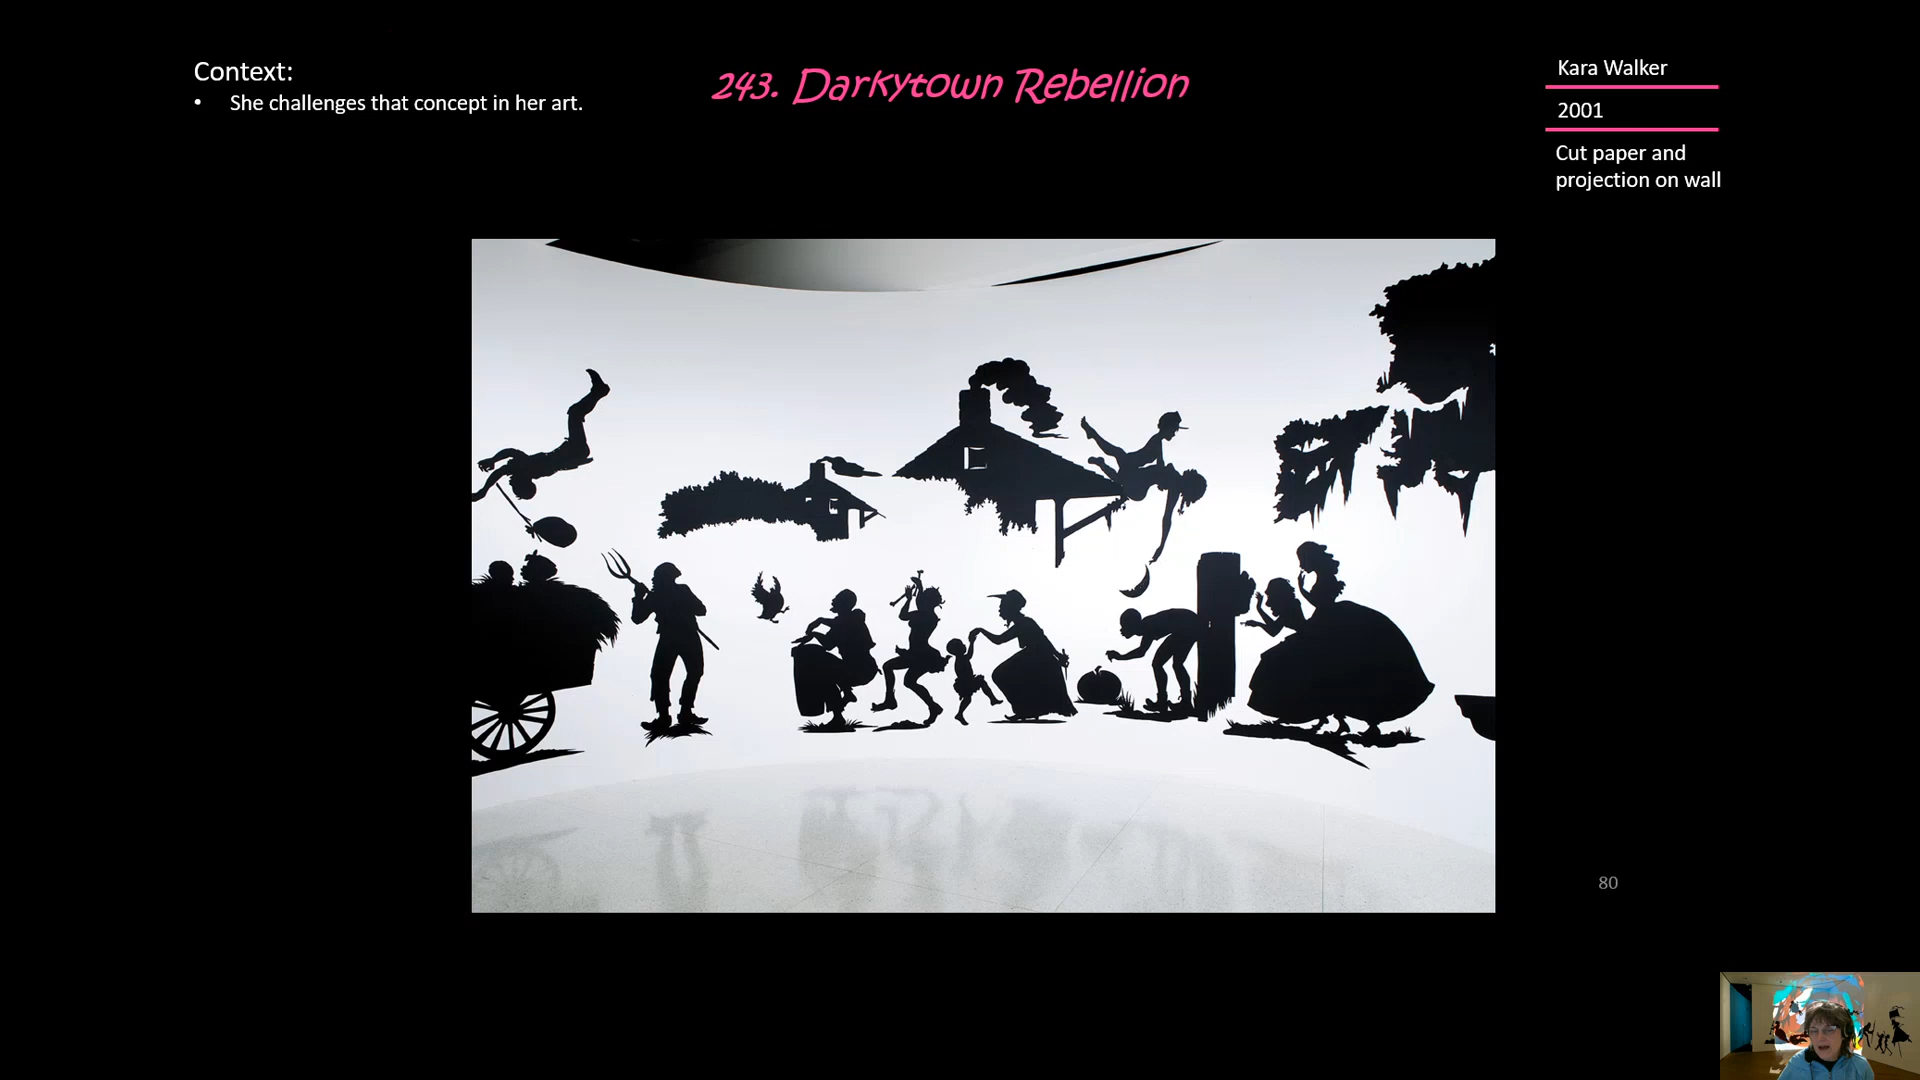 Context:
• She challenges that concept in her art.
243. Darkytown Rebellion
Kara Walker
2001
Cut paper and
projection on wall
80